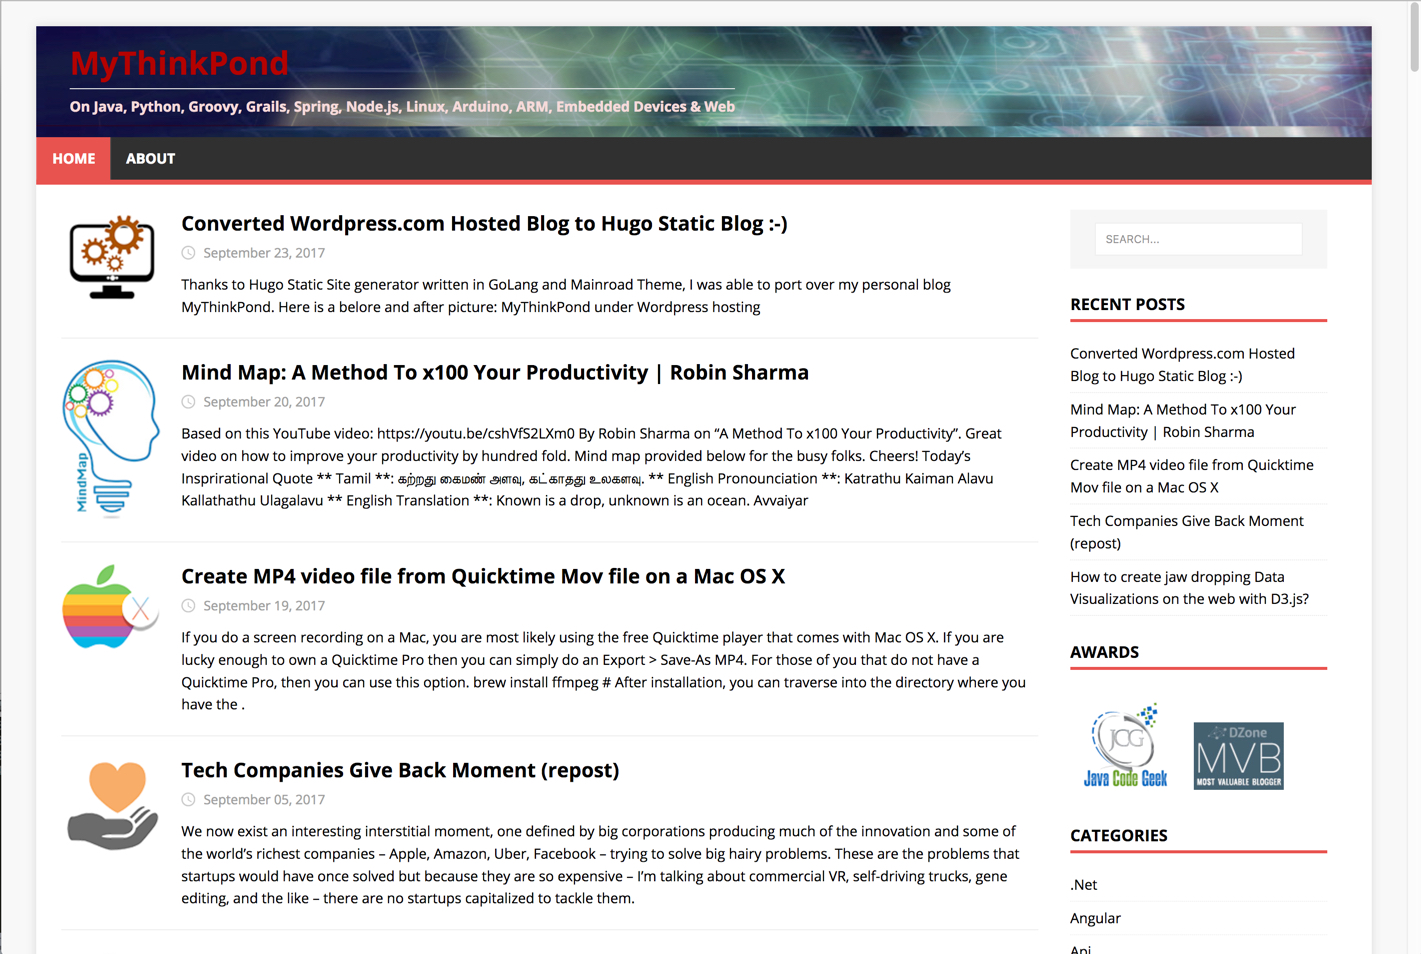 MyThinkPond
On Java, Python, Groovy, Grails, Spring, Node.js, Linux, Arduino, ARM, Embedded Devices & Web
HOME ABOUT
Converted Wordpress.com Hosted Blog to Hugo Static Blog :-)
September 23, 2017
Thanks to Hugo Static Site generator written in GoLang and Mainroad Theme, I was able to port over my personal blog
MyThinkPond. Here is a belore and after picture: MyThinkPond under Wordpress hosting
MindMap
Mind Map: A Method To x100 Your Productivity | Robin Sharma
September 20, 2017
Based on this YouTube video: https://youtu.be/cshVfS2LXm0 By Robin Sharma on “A Method To x100 Your Productivity”. Great
video on how to improve your productivity by hundred fold. Mind map provided below for the busy folks. Cheers! Today’s
Insprirational Quote ** Tamil **: கற்றது கைமண் அளவு, கட்காதது உலகளவு. ** English Pronounciation **: Katrathu Kaiman Alavu
Kallathathu Ulagalavu ** English Translation **: Known is a drop, unknown is an ocean. Avvaiyar
X
Create MP4 video file from Quicktime Mov file on a Mac OS X
September 19, 2017
If you do a screen recording on a Mac, you are most likely using the free Quicktime player that comes with Mac OS X. If you are
lucky enough to own a Quicktime Pro then you can simply do an Export > Save-As MP4. For those of you that do not have a
Quicktime Pro, then you can use this option. brew install ffmpeg # After installation, you can traverse into the directory where you
have the .
Tech Companies Give Back Moment (repost)
September 05, 2017
We now exist an interesting interstitial moment, one defined by big corporations producing much of the innovation and some of
the world’s richest companies – Apple, Amazon, Uber, Facebook – trying to solve big hairy problems. These are the problems that
startups would have once solved but because they are so expensive – I’m talking about commercial VR, self-driving trucks, gene
editing, and the like – there are no startups capitalized to tackle them.
SEARCH...
RECENT POSTS
Converted Wordpress.com Hosted
Blog to Hugo Static Blog :-)
Mind Map: A Method To x100 Your
Productivity | Robin Sharma
Create MP4 video file from Quicktime
Mov file on a Mac OS X
Tech Companies Give Back Moment
(repost)
How to create jaw dropping Data
Visualizations on the web with D3.js?
AWARDS
JCG
Java Code Geek
DZone
MVB
MOST VALUABLE BLOGGER
CATEGORIES
.Net
Angular
Api